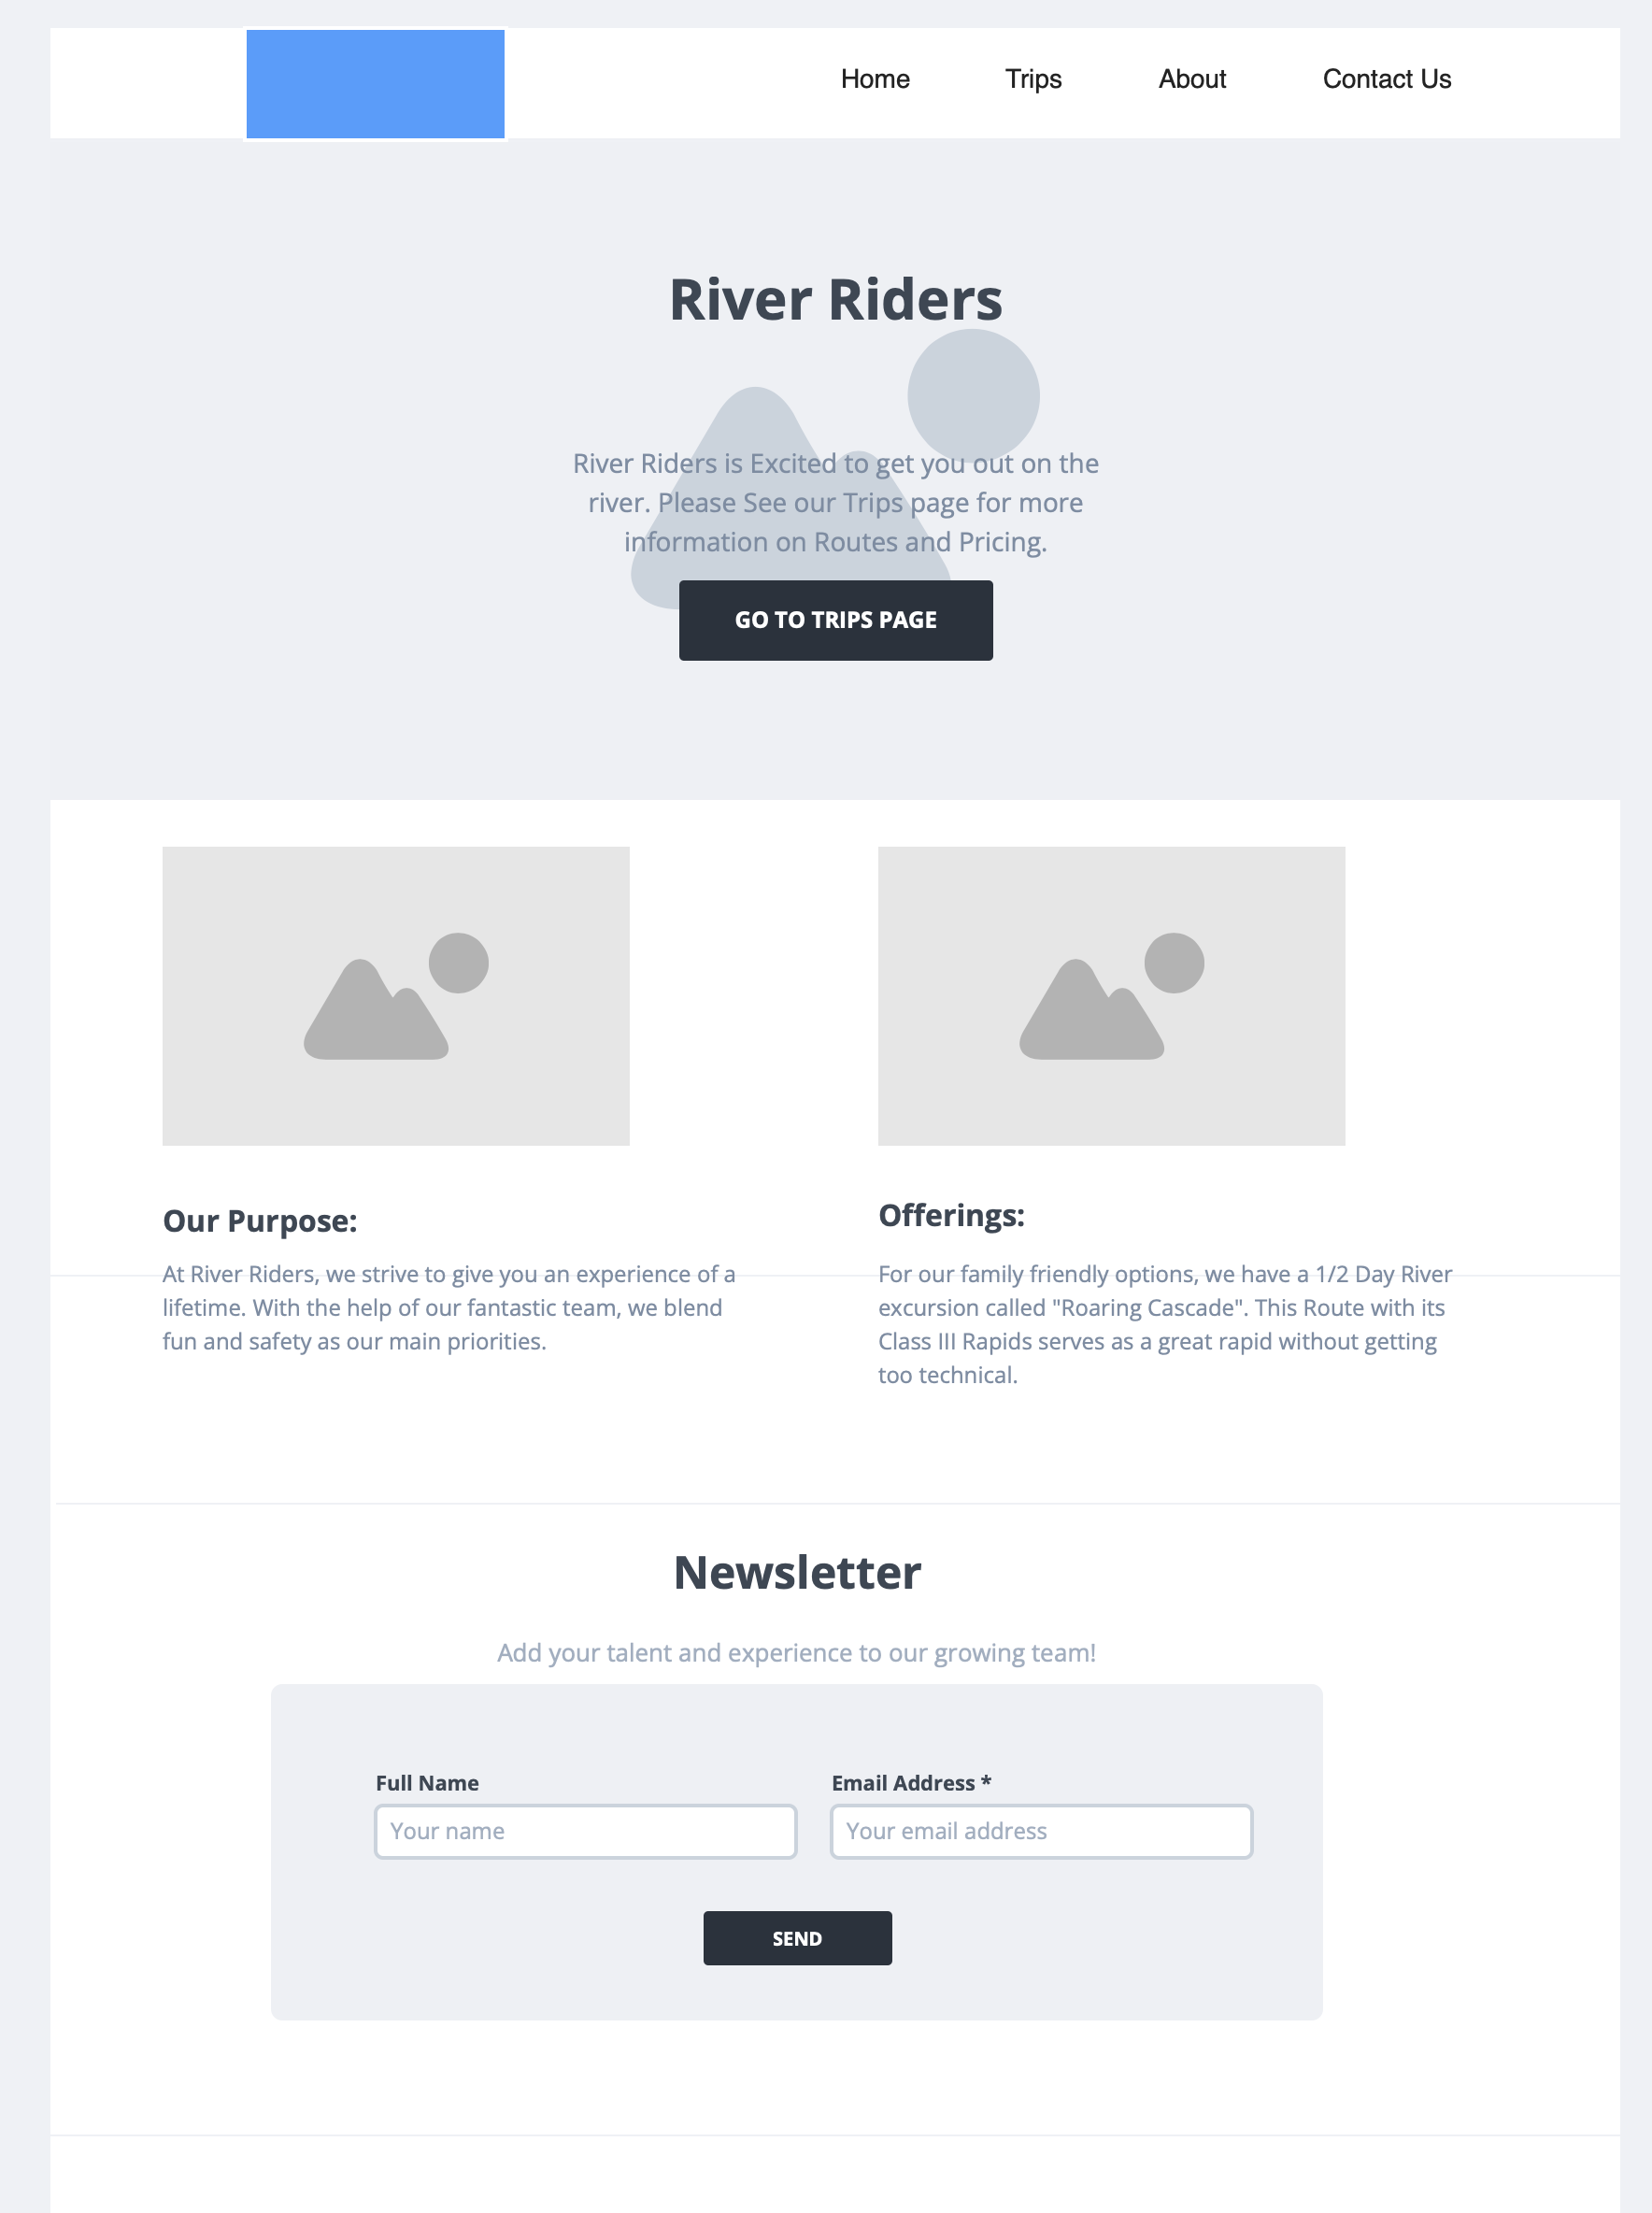 Home Trips About Contact Us
River Riders
River Riders is Excited to get you out on the
river. Please See our Trips page for more
information on Routes and Pricing.
GO TO TRIPS PAGE
Our Purpose:
At River Riders, we strive to give you an experience of a
lifetime. With the help of our fantastic team, we blend
fun and safety as our main priorities.
Offerings:
For our family friendly options, we have a 1/2 Day River
excursion called "Roaring Cascade". This Route with its
Class III Rapids serves as a great rapid without getting
too technical.
Newsletter
Add your talent and experience to our growing team!
Full Name
Your name
Email Address *
Your email address
SEND